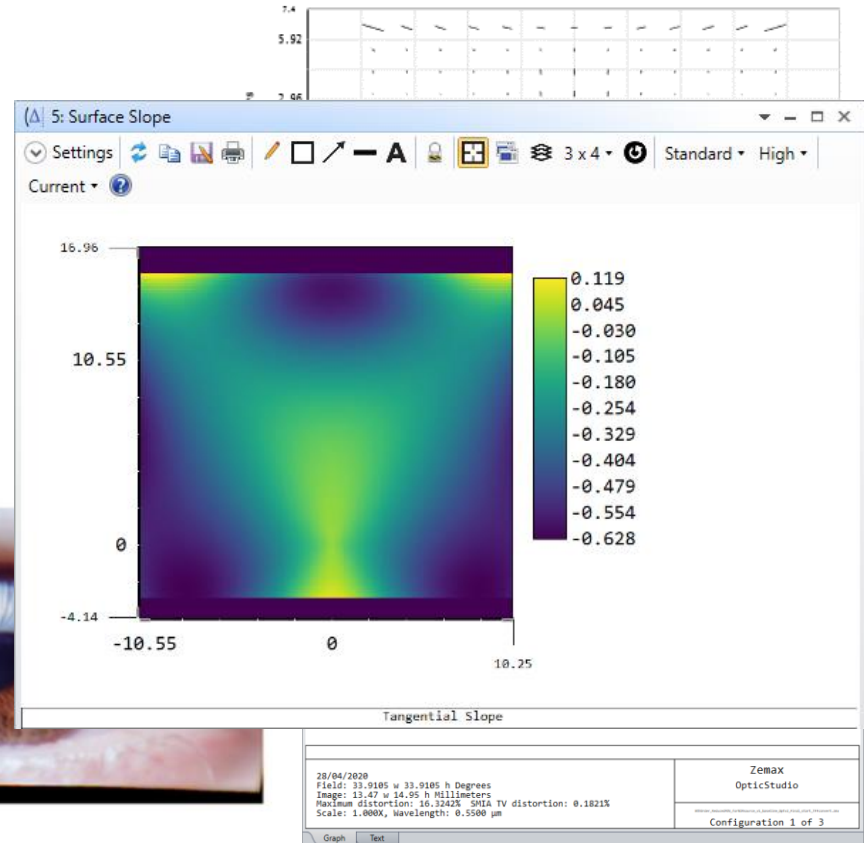 7.4
5.92
2.96
5: Surface Slope
Settings A 3 x 4 Standard High
Current ?
16.96
10.55
0
-4.14
-10.55 0 10.25
0.119
0.045
-0.030
-0.105
-0.180
-0.254
-0.329
-0.404
-0.479
-0.554
-0.628
Tangential Slope
28/04/2020
Field: 33.9105 w 33.9105 h Degrees
Image: 13.47 w 14.95 h Millimeters
Maximum distortion: 16.3242% SMIA TV distortion: 0.1821%
Scale: 1.000X, Wavelength: 0.5500 µm
Zemax
OpticStudio
Configuration 1 of 3
Graph Text